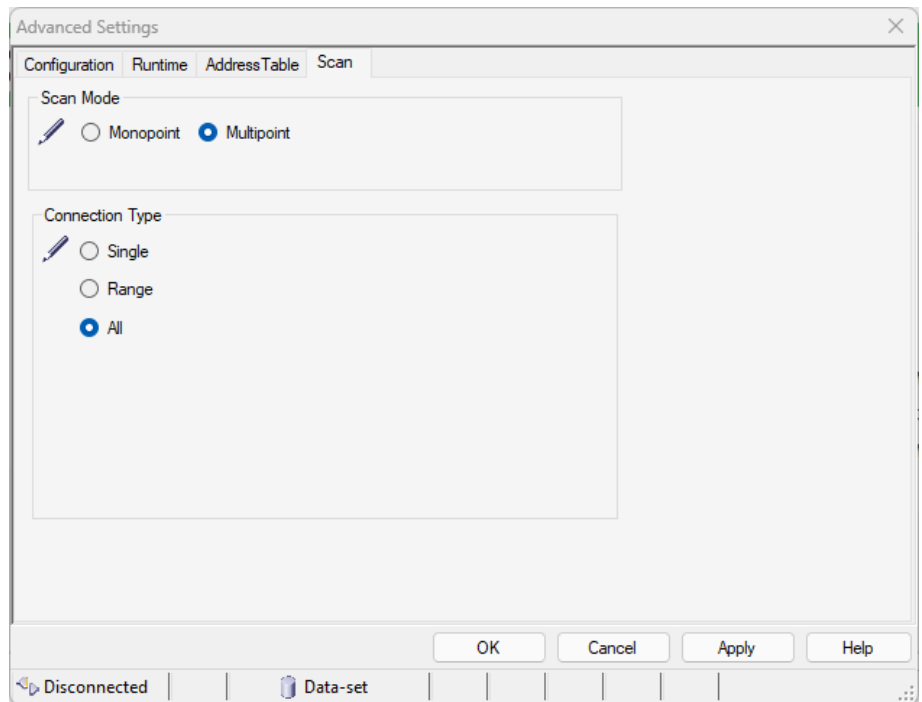 Advanced Settings
Configuration Runtime AddressTable Scan
Scan Mode
Monopoint Multipoint
Connection Type
Single
Range
All
OK Cancel Apply Help
Disconnected Data-set